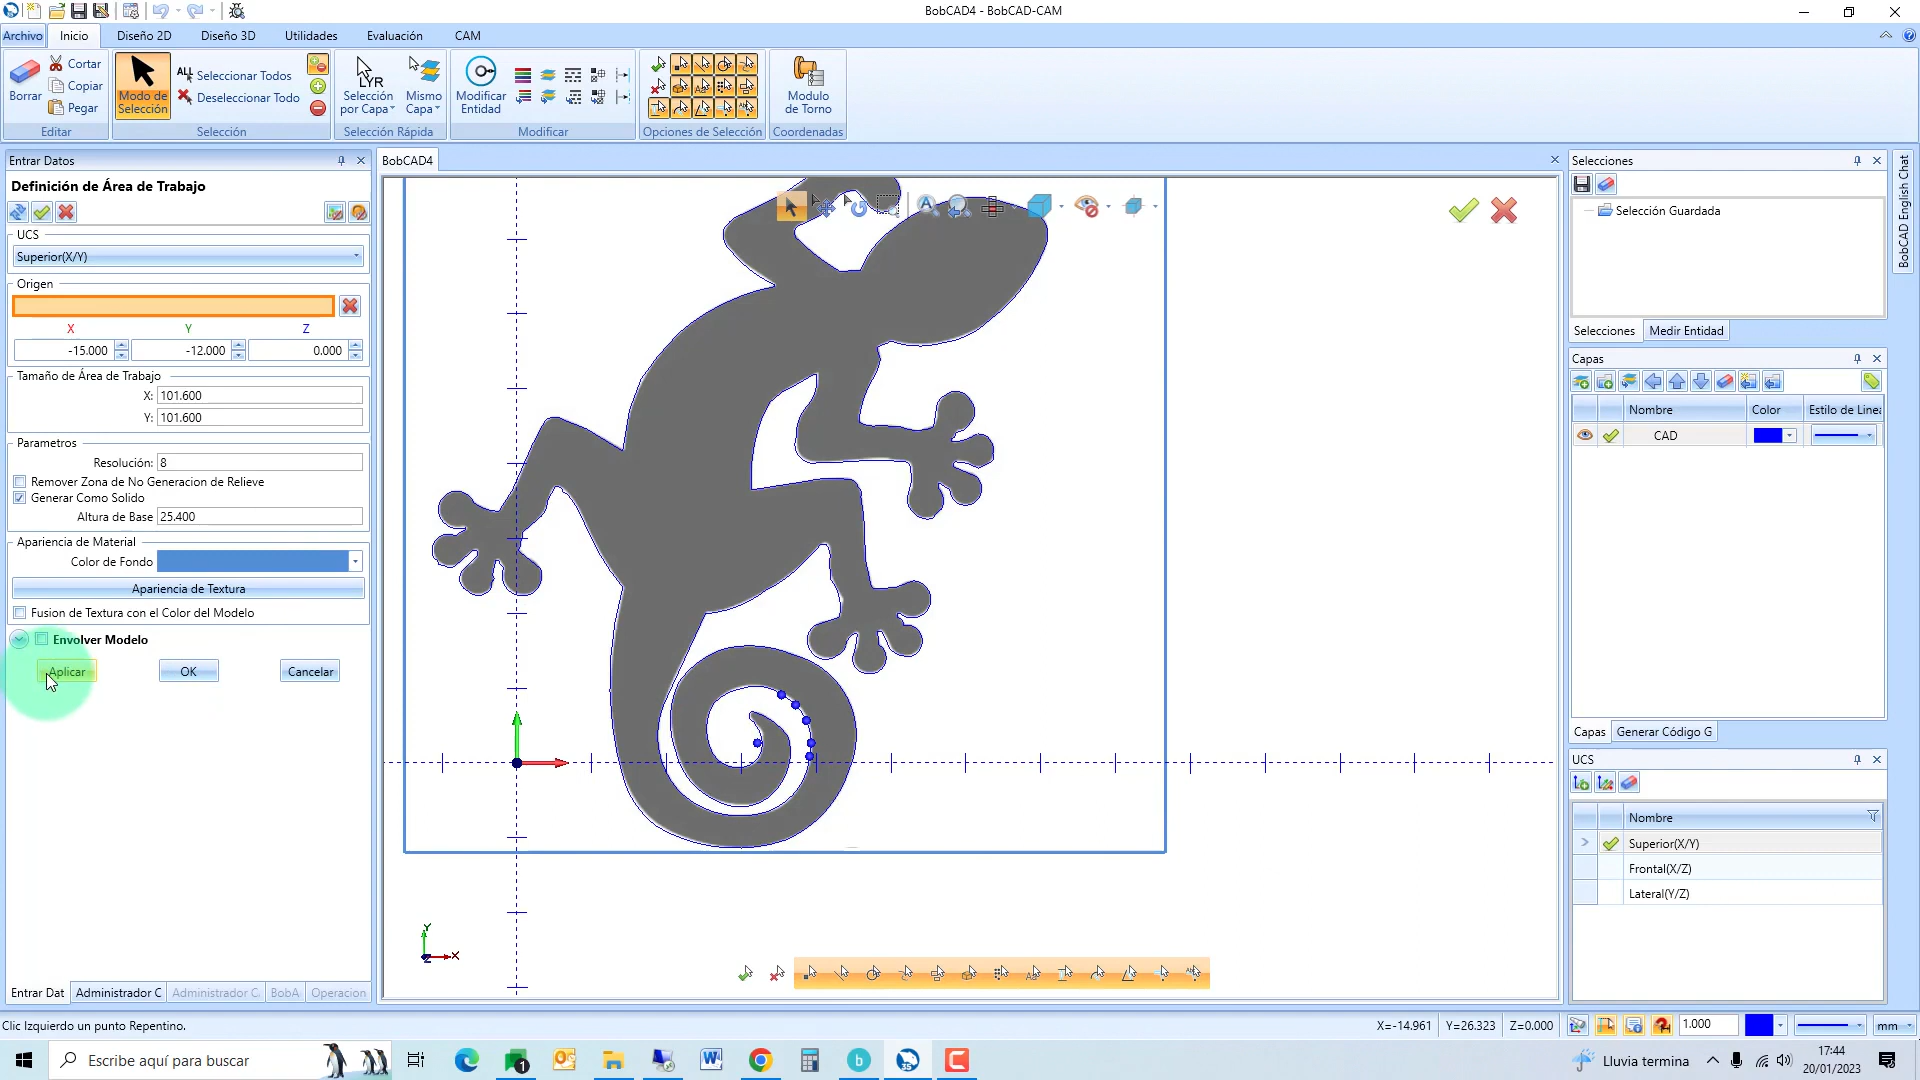 BobCAD4 - BobCAD-CAM
Archivo Inicio Diseño 2D Diseño 3D Utilidades Evaluación CAM
Borrar
Cortar
Copiar
Pegar
Editar
Modo de Selección
ALL Seleccionar Todos
Deseleccionar Todo
Selección
LYR
Selección por Capa
Mismo Capa
Selección Rápida
Modificar Entidad
Modificar
Opciones de Selección
Modulo de Torno
Coordenadas
Entrar Datos
Definición de Área de Trabajo
UCS
Superior(X/Y)
Origen
X Y Z
-15.000 -12.000 0.000
Tamaño de Área de Trabajo
X: 101.600
Y: 101.600
Parametros
Resolución: 8
Remover Zona de No Generacion de Relieve
Generar Como Solido
Altura de Base 25.400
Apariencia de Material
Color de Fondo
Apariencia de Textura
Fusion de Textura con el Color del Modelo
Envolver Modelo
Aplicar OK Cancelar
Entrar Dat Administrador C Administrador C. BobA Operacion
BobCAD4
Y
X
Z
Selecciones
Selección Guardada
Selecciones Medir Entidad
Capas
Nombre Color Estilo de Linea
CAD
Capas Generar Código G
UCS
Nombre
Superior(X/Y)
Frontal(X/Z)
Lateral(Y/Z)
BobCAD English Chat
Clic Izquierdo un punto Repentino.
X=-14.961 Y=26.323 Z=0.000 1.000 mm
Escribe aquí para buscar
1
Lluvia termina
17:44
20/01/2023